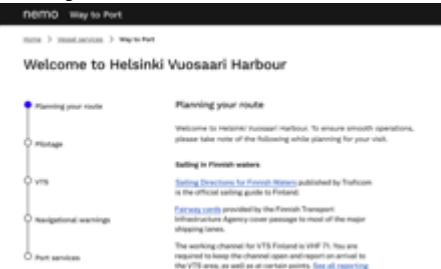 nemo Way to Port
Home > Vessel services > Way to Port
Welcome to Helsinki Vuosaari Harbour
Planning your route
Planning your route
Welcome to Helsinki Vuosaari Harbour. To ensure smooth operations,
please take note of the following while planning for your visit.
Pilotage
Sailing in Finnish waters
VTS
Sailing Directions for Finnish Waters published by Traficom
is the official sailing guide to Finland.
Fairway cards provided by the Finnish Transport
Navigational warnings
Infrastructure Agency cover passage to most of the major
shipping lanes.
The working channel for VTS Finland is VHF 71. You are
Port services
required to keep the channel open and report on arrival to
the VTS area, as well as at certain points. See all reporting